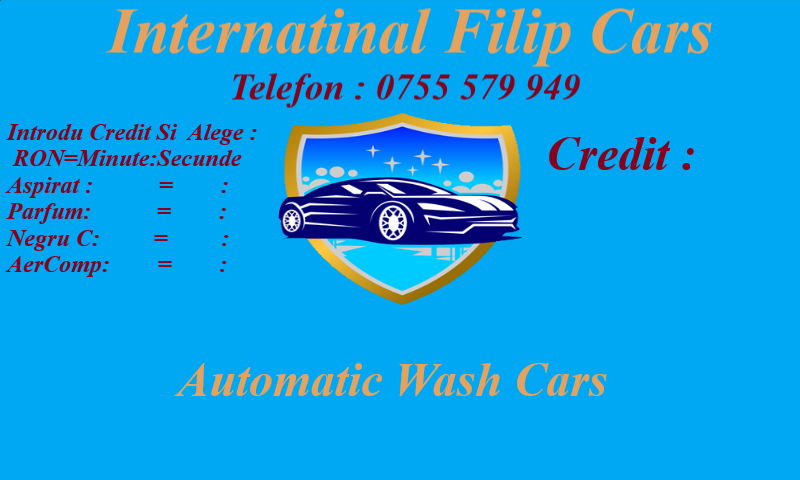 Internatinal Filip Cars
Telefon : 0755 579 949
Introdu Credit Si Alege :
RON=Minute:Secunde
Credit :
Aspirat : = :
Parfum: = :
Negru C: = :
AerComp: = :
Automatic Wash Cars